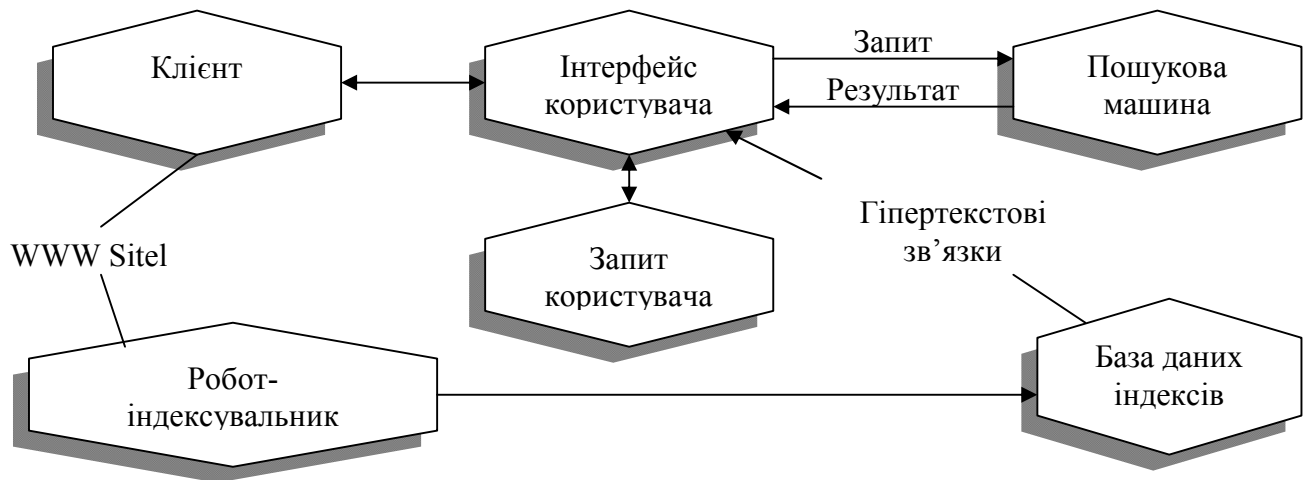 Клієнт
Інтерфейс
користувача
Запит
Результат
Пошукова
машина
WWW Sitel
Запит
користувача
Гіпертекстові
зв’язки
Робот-
індексувальник
База даних
індексів